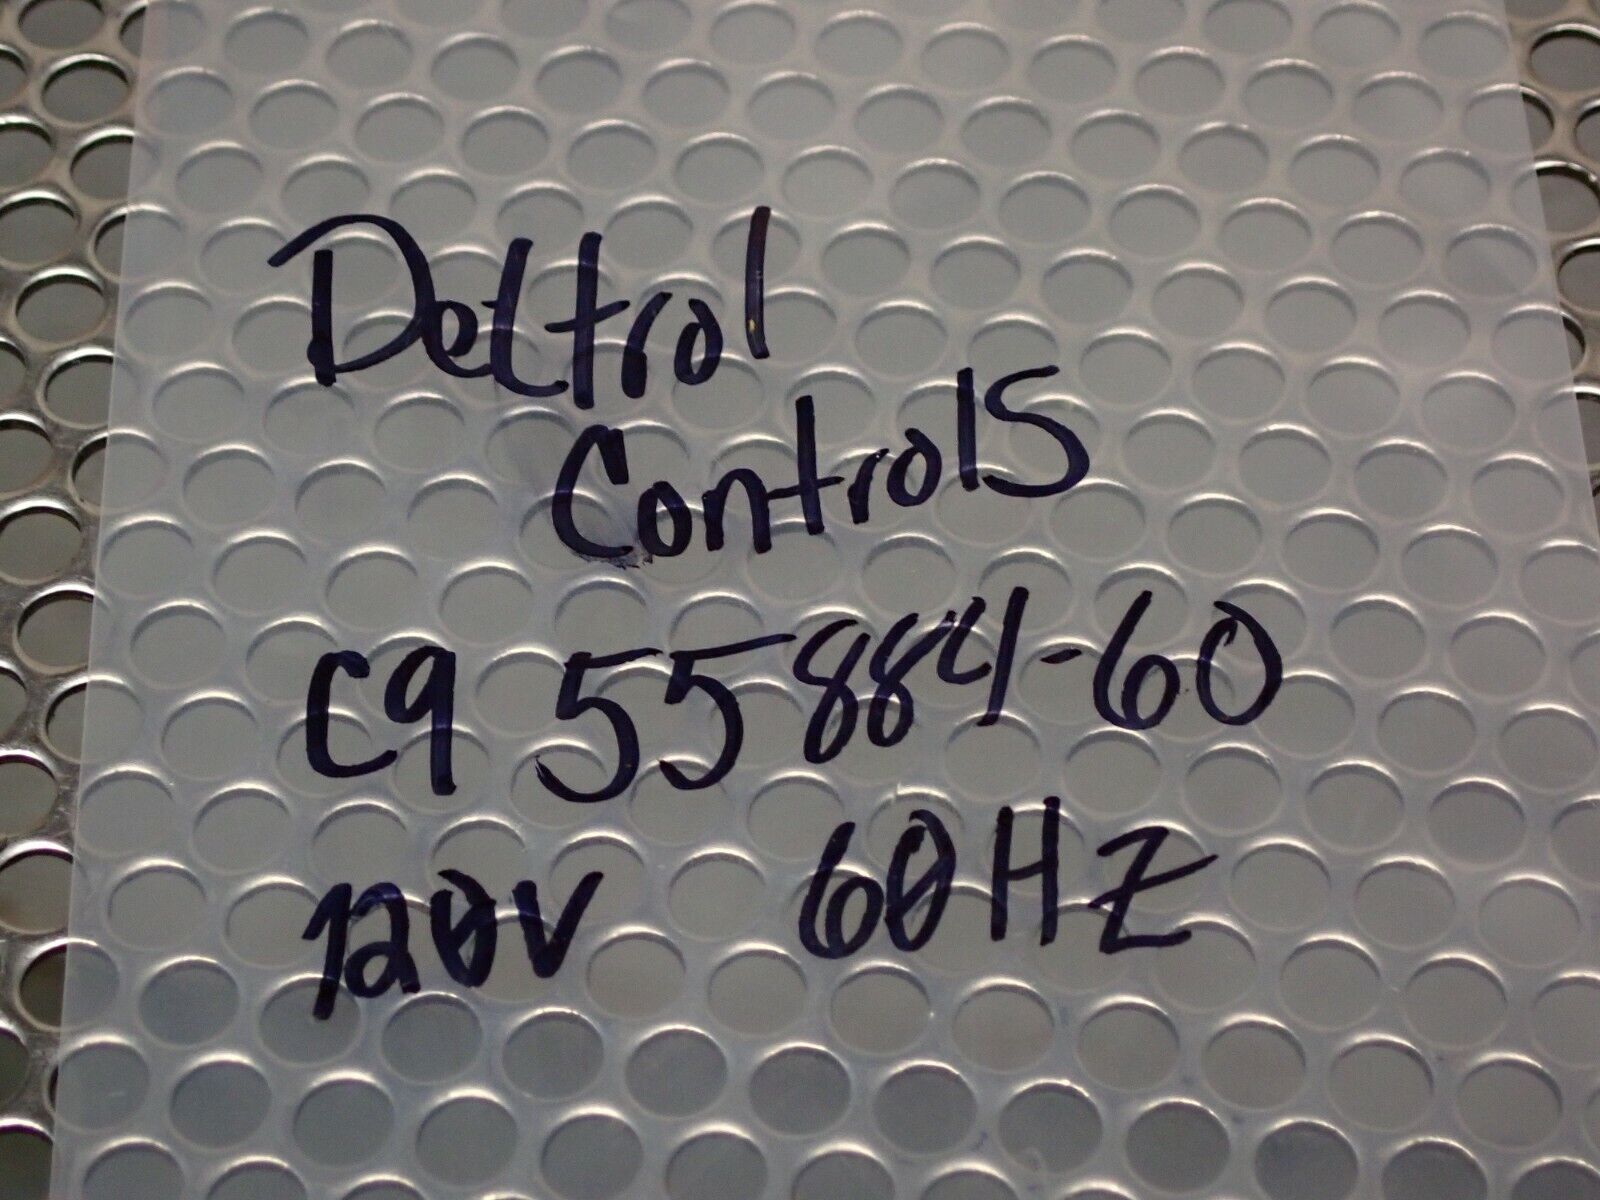 Deltrol
Controls
C9 55884-60
120V 60HZ